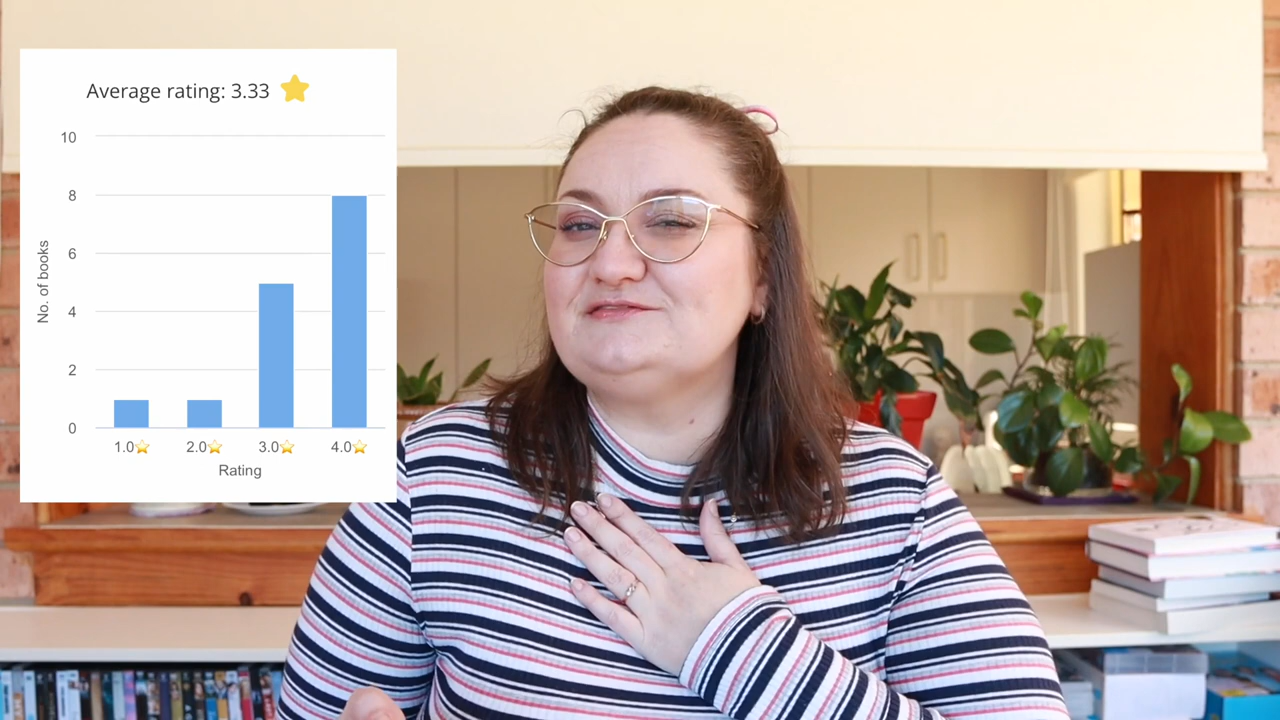 Average rating: 3.33 ⭐
10
8
6
4
2
0
No. of books
1.0⭐ 2.0⭐ 3.0⭐ 4.0⭐
Rating